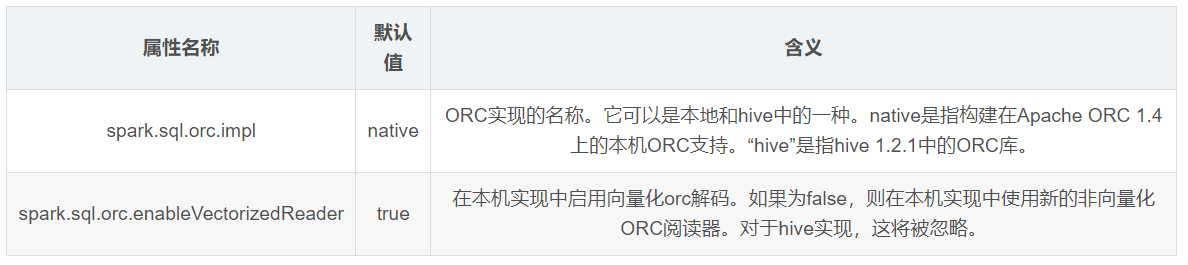 属性名称
默认
值
含义
spark.sql.orc.impl
native
ORC实现的名称。它可以是本地和hive中的一种。native是指构建在Apache ORC 1.4
上的本机ORC支持。“hive”是指hive 1.2.1中的ORC库。
spark.sql.orc.enableVectorizedReader
true
在本机实现中启用向量化orc解码。如果为false，则在本机实现中使用新的非向量化
ORC阅读器。对于hive实现，这将被忽略。